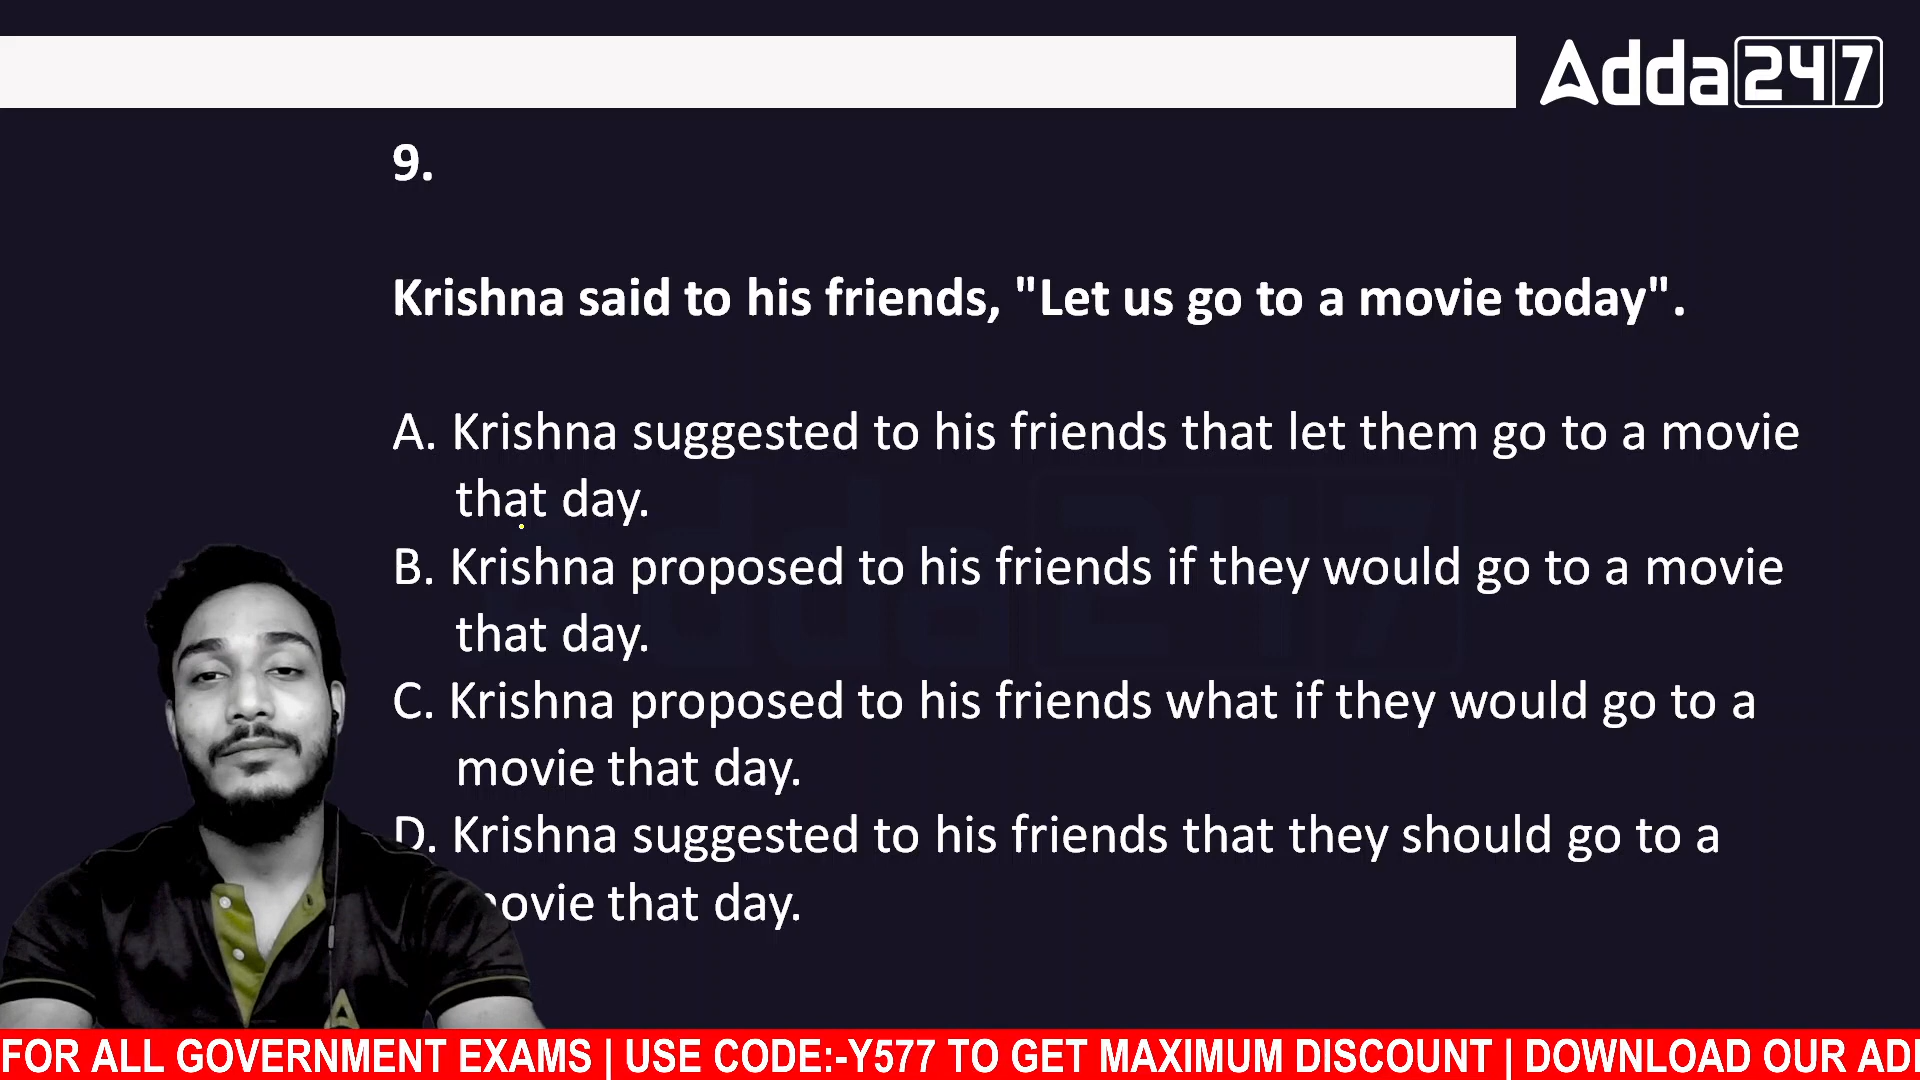 Adda247
9.
Krishna said to his friends, "Let us go to a movie today".
A. Krishna suggested to his friends that let them go to a movie
that day.
B. Krishna proposed to his friends if they would go to a movie
that day.
C. Krishna proposed to his friends what if they would go to a
movie that day.
D. Krishna suggested to his friends that they should go to a
movie that day.
FOR ALL GOVERNMENT EXAMS | USE CODE:-Y577 TO GET MAXIMUM DISCOUNT | DOWNLOAD OUR